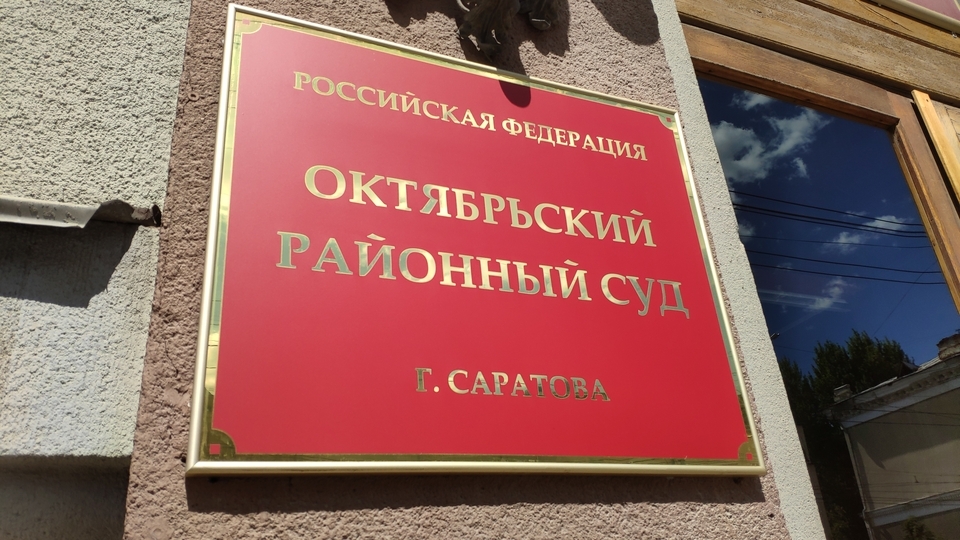 РОССИЙСКАЯ ФЕДЕРАЦИЯ
ОКТЯБРЬСКИЙ
РАЙОННЫЙ СУД
Г. САРАТОВА